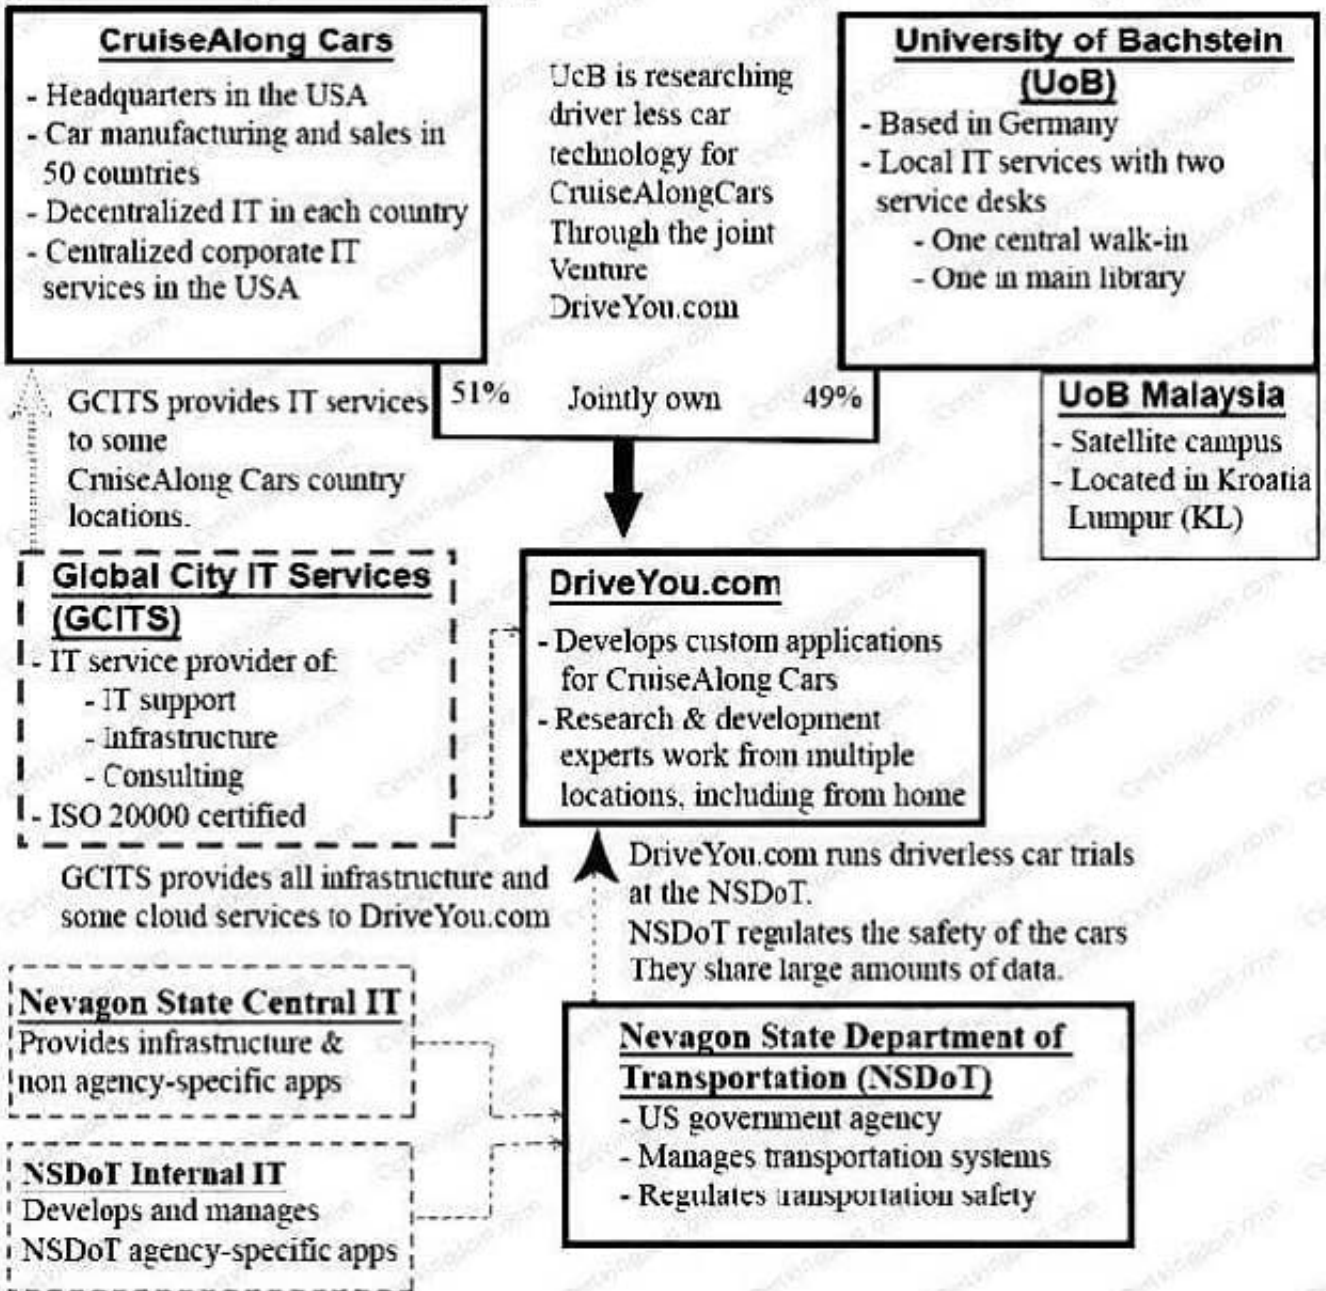 CruiseAlong Cars
- Headquarters in the USA
- Car manufacturing and sales in
50 countries
- Decentralized IT in each country
- Centralized corporate IT
services in the USA
UcB is researching
driver less car
technology for
CruiseAlongCars
Through the joint
Venture
DriveYou.com
University of Bachstein
(UoB)
- Based in Germany
- Local IT services with two
service desks
- One central walk-in
- One in main library
51% Jointly own 49%
UoB Malaysia
- Satellite campus
- Located in Kroatia
Lumpur (KL)
GCITS provides IT services
to some
CruiseAlong Cars country
locations.
Global City IT Services
(GCITS)
- IT service provider of:
- IT support
- Infrastructure
- Consulting
- ISO 20000 certified
DriveYou.com
- Develops custom applications
for CruiseAlong Cars
- Research & development
experts work from multiple
locations, including from home
GCITS provides all infrastructure and
some cloud services to DriveYou.com
DriveYou.com runs driverless car trials
at the NSDoT.
NSDoT regulates the safety of the cars
They share large amounts of data.
Nevagon State Central IT
Provides infrastructure &
non agency-specific apps
NSDoT Internal IT
Develops and manages
NSDoT agency-specific apps
Nevagon State Department of
Transportation (NSDoT)
- US government agency
- Manages transportation systems
- Regulates transportation safety